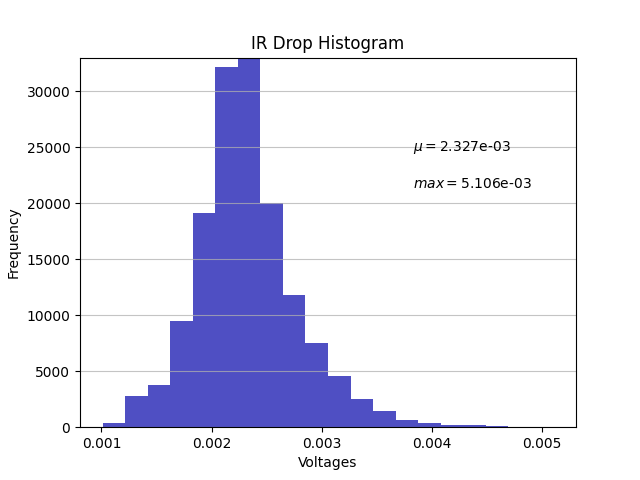 IR Drop Histogram
30000
25000
20000
15000
10000
5000
0
Frequency
μ = 2.327e-03
max = 5.106e-03
0.001 0.002 0.003 0.004 0.005
Voltages